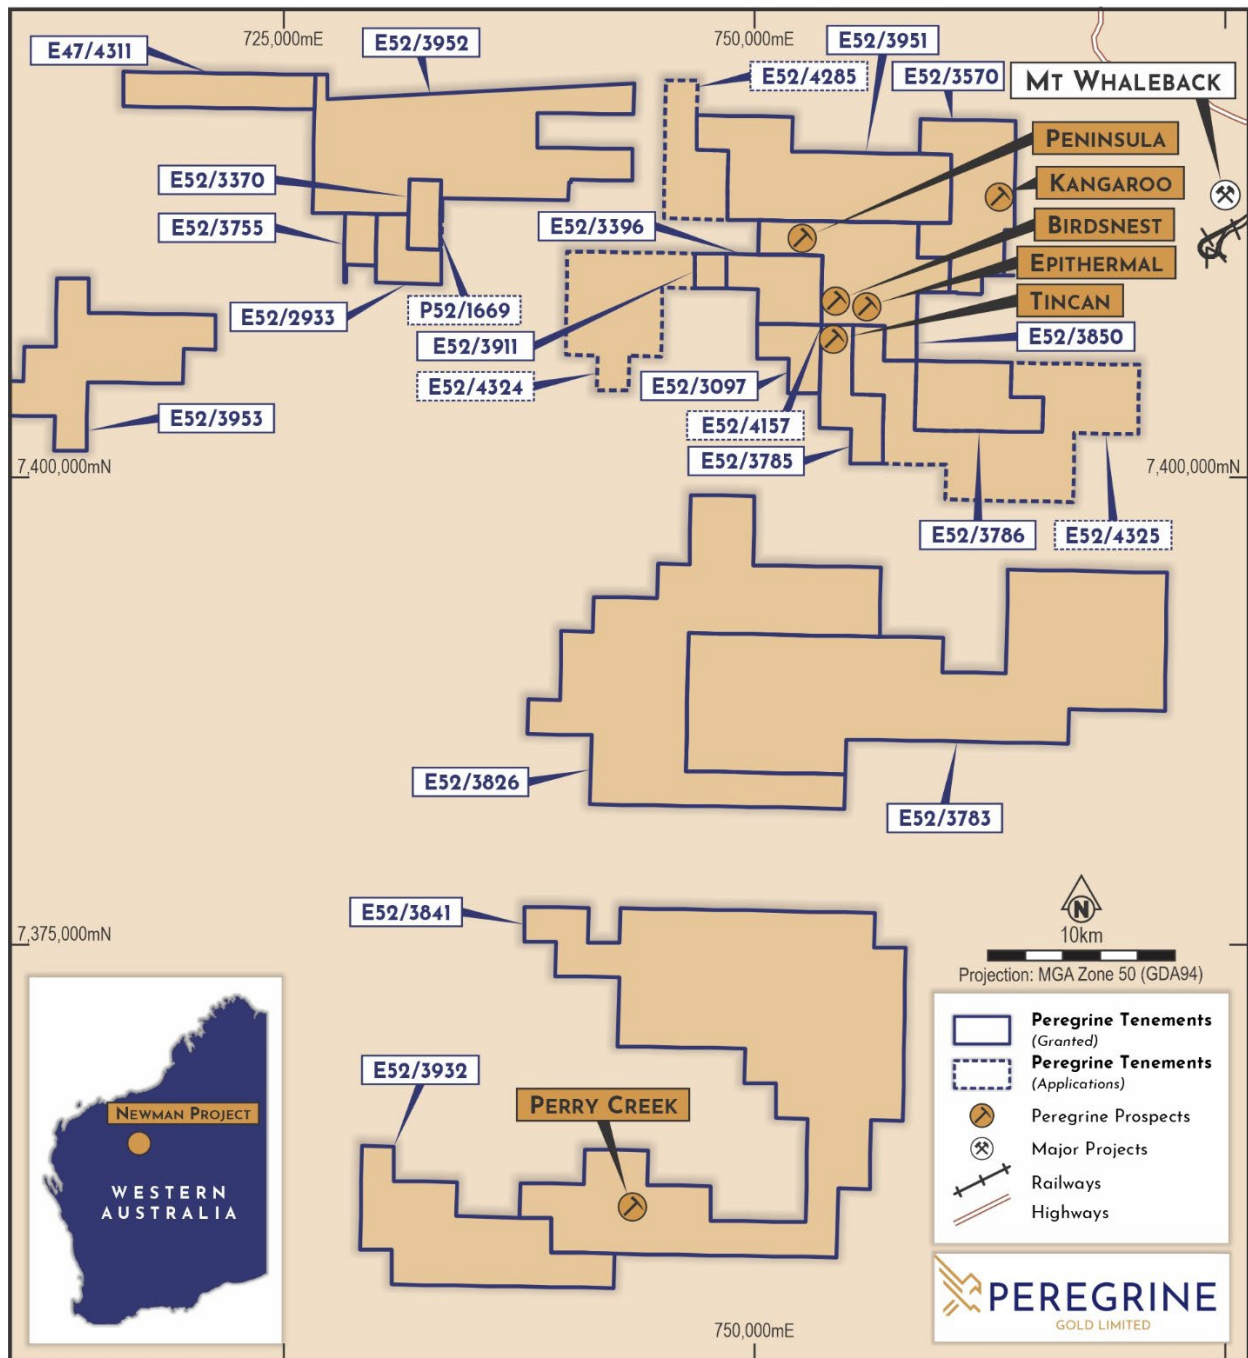 725,000mE
750,000mE
E47/4311
E52/3952
E52/3951
E52/4285
E52/3570
MT WHALEBACK
PENINSULA
E52/3370
KANGAROO
E52/3755
E52/3396
BIRDSNEST
EPITHERMAL
E52/2933
P52/1669
TINCAN
E52/3911
E52/3850
E52/4324
E52/3097
E52/3953
E52/4157
E52/3785
7,400,000mN
7,400,000mN
E52/3786
E52/4325
E52/3826
E52/3783
E52/3841
7,375,000mN
N
10km
Projection: MGA Zone 50 (GDA94)
Peregrine Tenements
(Granted)
Peregrine Tenements
(Applications)
Peregrine Prospects
Major Projects
Railways
Highways
E52/3932
PERRY CREEK
NEWMAN PROJECT
WESTERN
AUSTRALIA
750,000mE
PEREGRINE
GOLD LIMITED